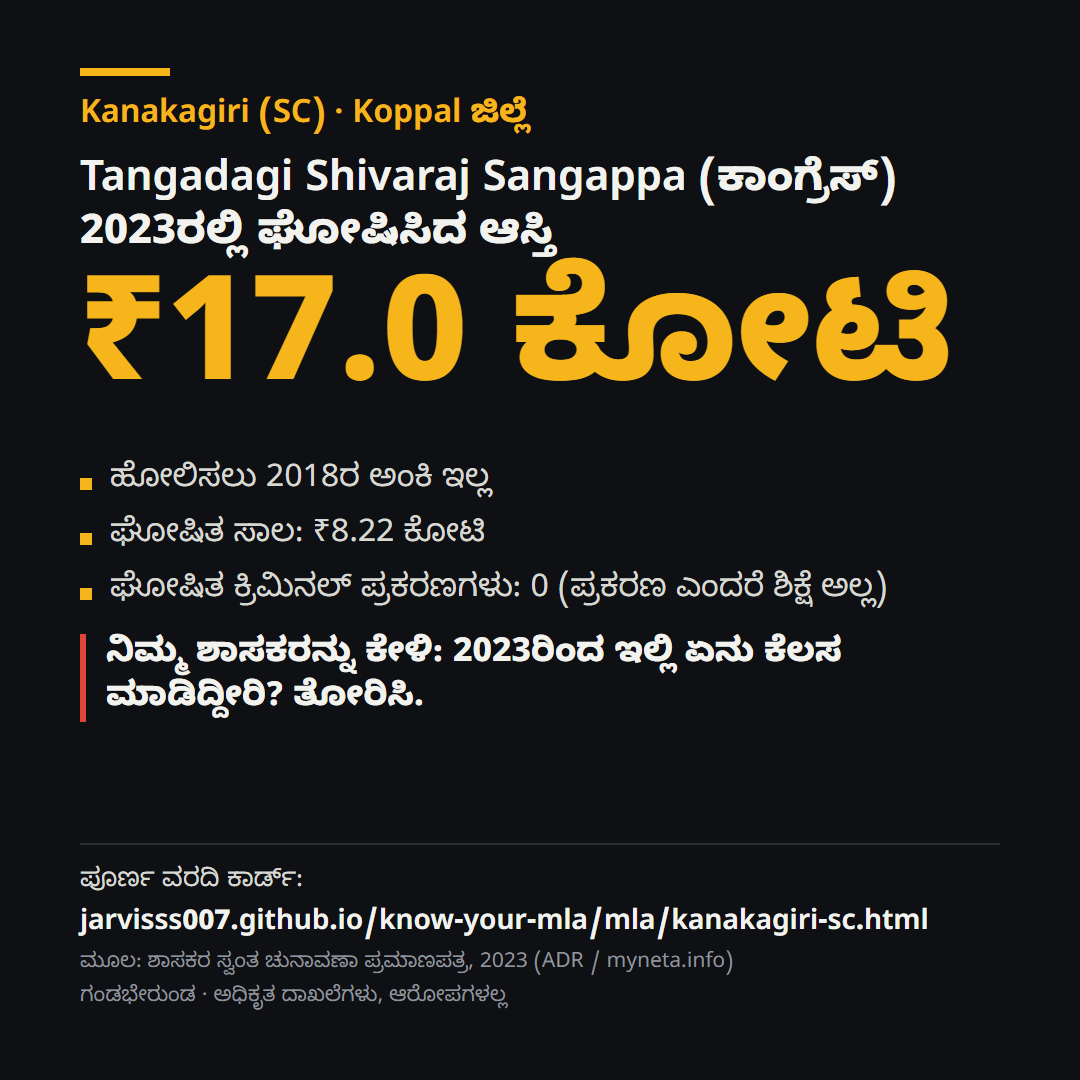 Kanakagiri (SC) · Koppal ಜಿಲ್ಲೆ
Tangadagi Shivaraj Sangappa (ಕಾಂಗ್ರೆಸ್)
2023ರಲ್ಲಿ ಘೋಷಿಸಿದ ಆಸ್ತಿ
₹17.0 ಕೋಟಿ
ಹೋಲಿಸಲು 2018ರ ಅಂಕಿ ಇಲ್ಲ
ಘೋಷಿತ ಸಾಲ: ₹8.22 ಕೋಟಿ
ಘೋಷಿತ ಕ್ರಿಮಿನಲ್ ಪ್ರಕರಣಗಳು: 0 (ಪ್ರಕರಣ ಎಂದರೆ ಶಿಕ್ಷೆ ಅಲ್ಲ)
ನಿಮ್ಮ ಶಾಸಕರನ್ನು ಕೇಳಿ: 2023ರಿಂದ ಇಲ್ಲಿ ಏನು ಕೆಲಸ
ಮಾಡಿದ್ದೀರಿ? ತೋರಿಸಿ.
ಪೂರ್ಣ ವರದಿ ಕಾರ್ಡ್:
jarvisss007.github.io/know-your-mla/mla/kanakagiri-sc.html
ಮೂಲ: ಶಾಸಕರ ಸ್ವಂತ ಚುನಾವಣಾ ಪ್ರಮಾಣಪತ್ರ, 2023 (ADR / myneta.info)
ಗಂಡಭೇರುಂಡ · ಅಧಿಕೃತ ದಾಖಲೆಗಳು, ಆರೋಪಗಳಲ್ಲ